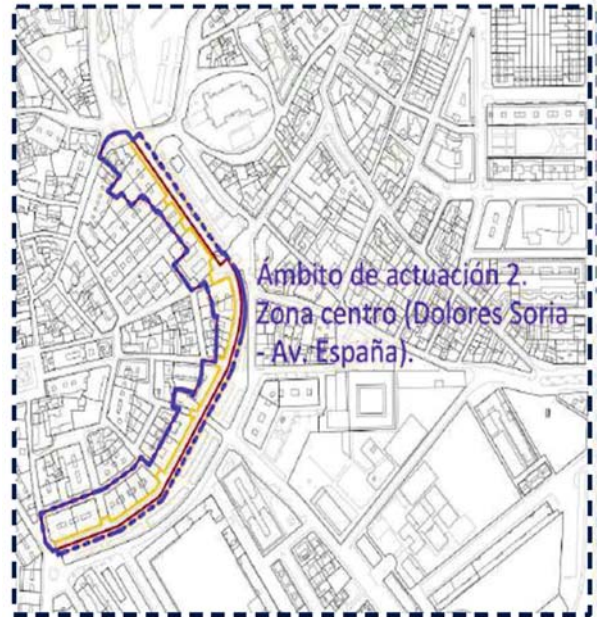 Ámbito de actuación 2.
Zona centro (Dolores Soria
- Av. España).